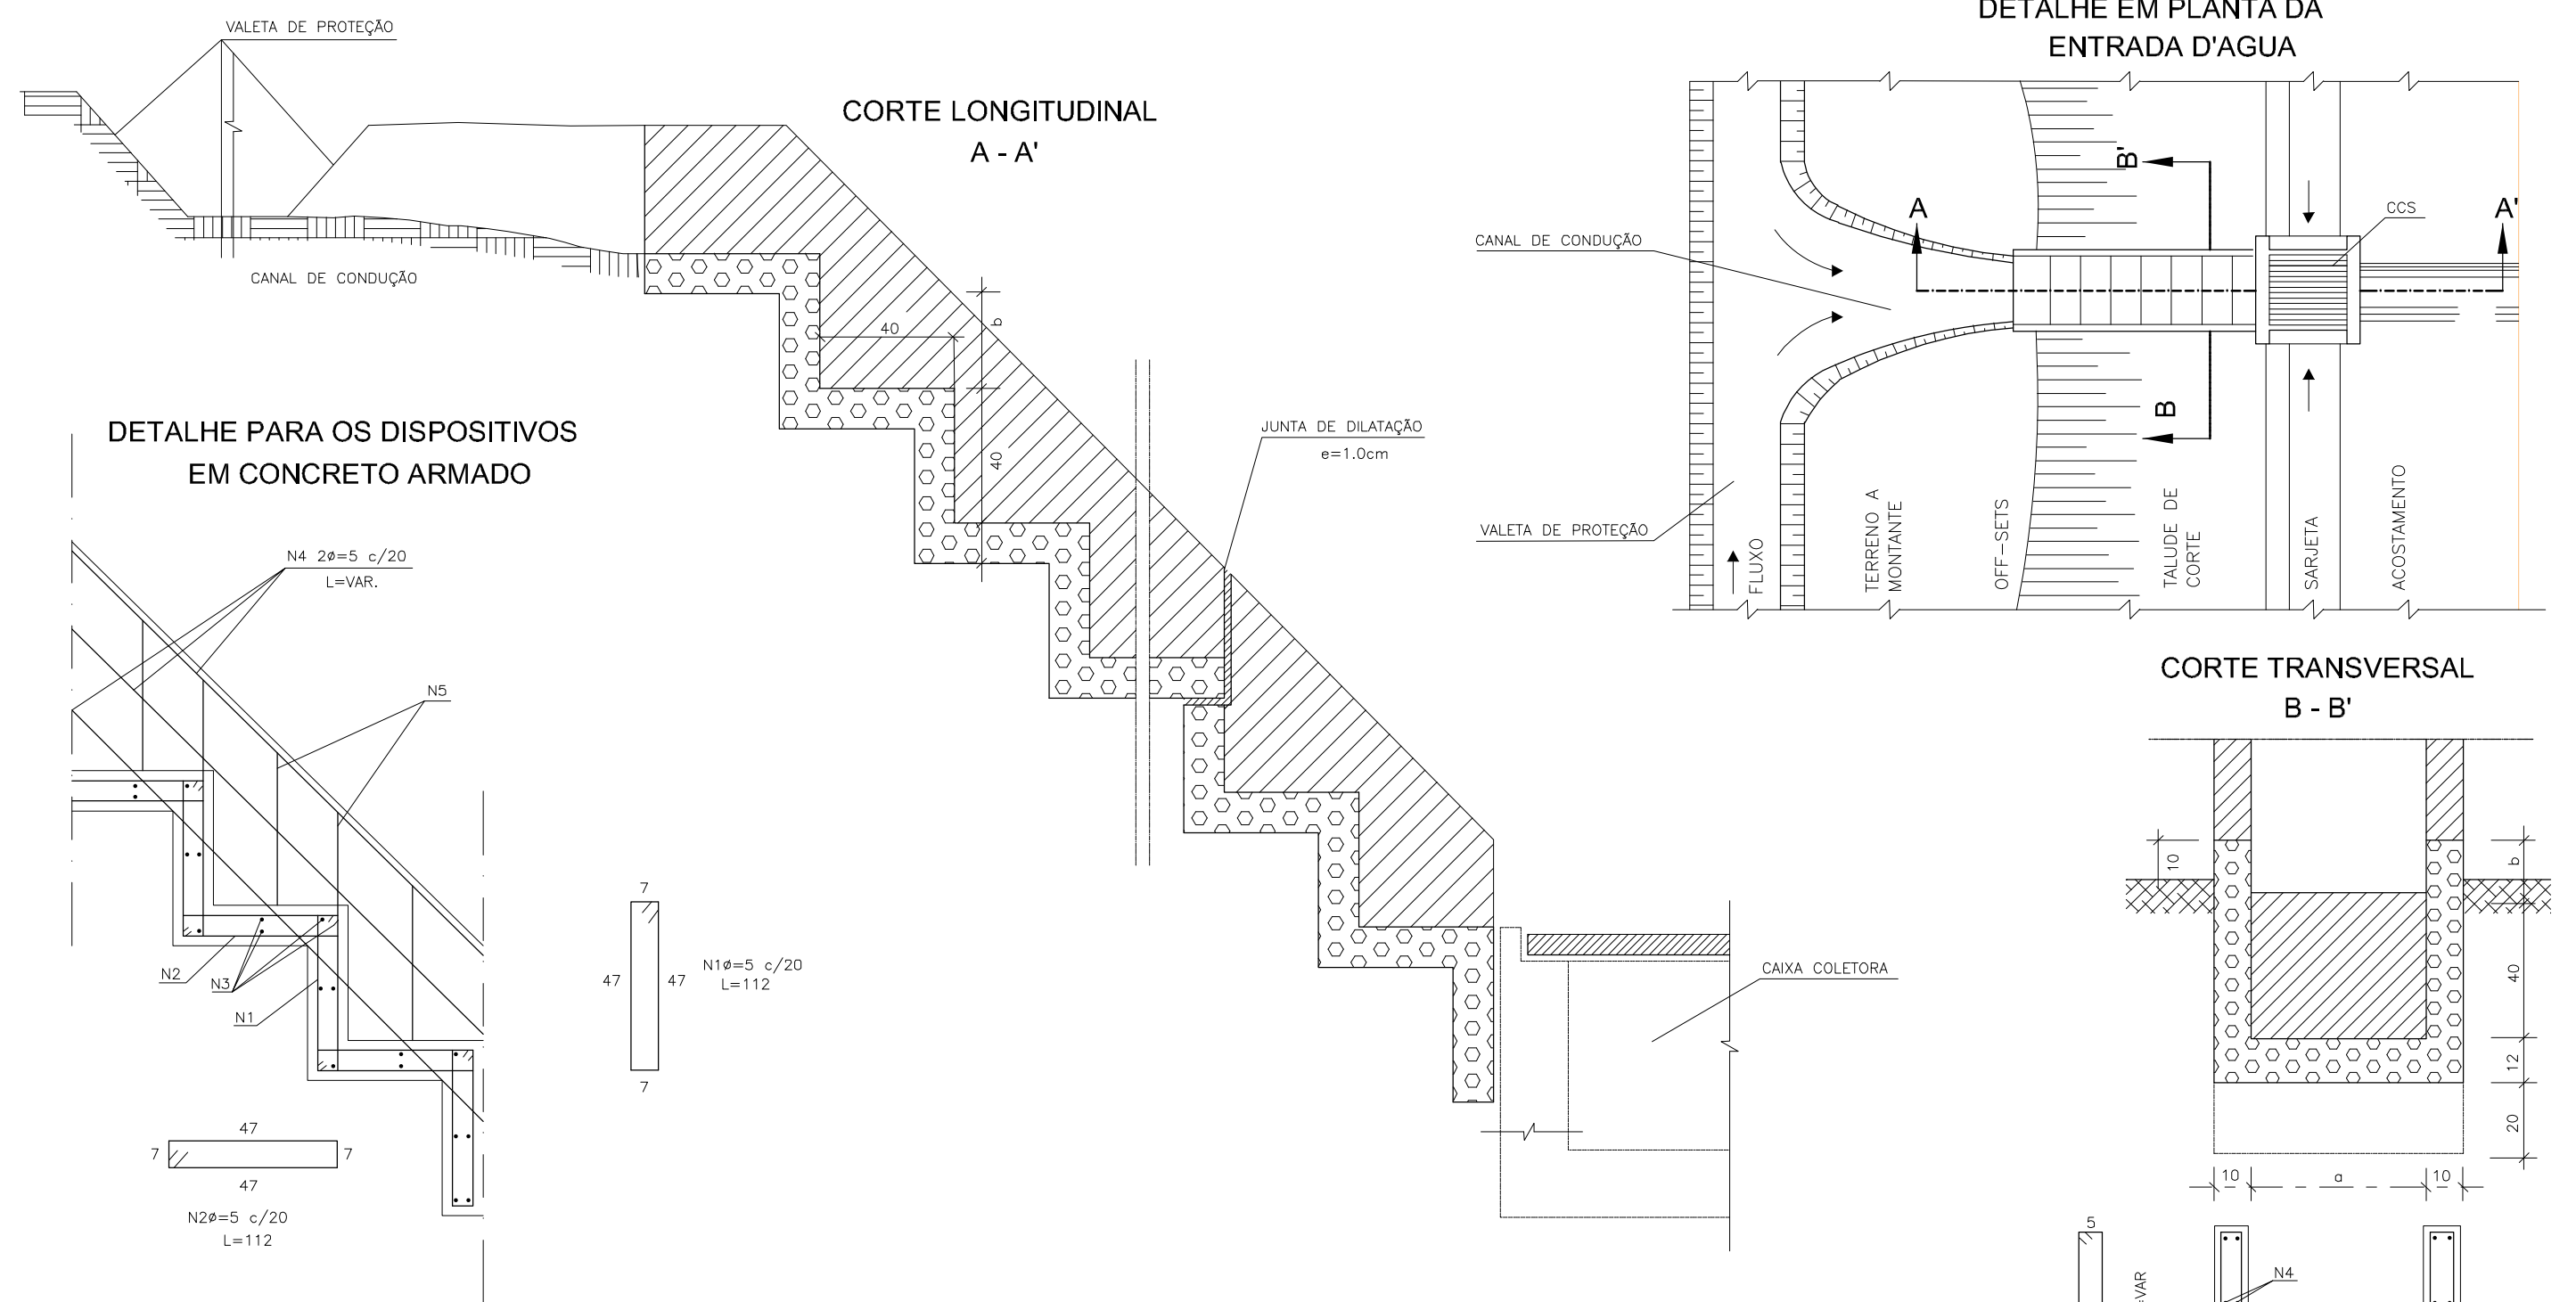 VALETA DE PROTEÇÃO
CANAL DE CONDUÇÃO
CORTE LONGITUDINAL
A - A'
40
b
40
JUNTA DE DILATAÇÃO
e=1.0cm
CAIXA COLETORA
DETALHE EM PLANTA DA
ENTRADA D'AGUA
CANAL DE CONDUÇÃO
VALETA DE PROTEÇÃO
A
A'
B'
B
CCS
FLUXO
TERRENO A
MONTANTE
OFF-SETS
TALUDE DE
CORTE
SARJETA
ACOSTAMENTO
DETALHE PARA OS DISPOSITIVOS
EM CONCRETO ARMADO
N4 2ø=5 c/20
L=VAR.
N5
N2
N3
N1
7
47
47
7
N1ø=5 c/20
L=112
47
7
7
47
N2ø=5 c/20
L=112
CORTE TRANSVERSAL
B - B'
10
b
40
12
20
10
a
10
5
N4